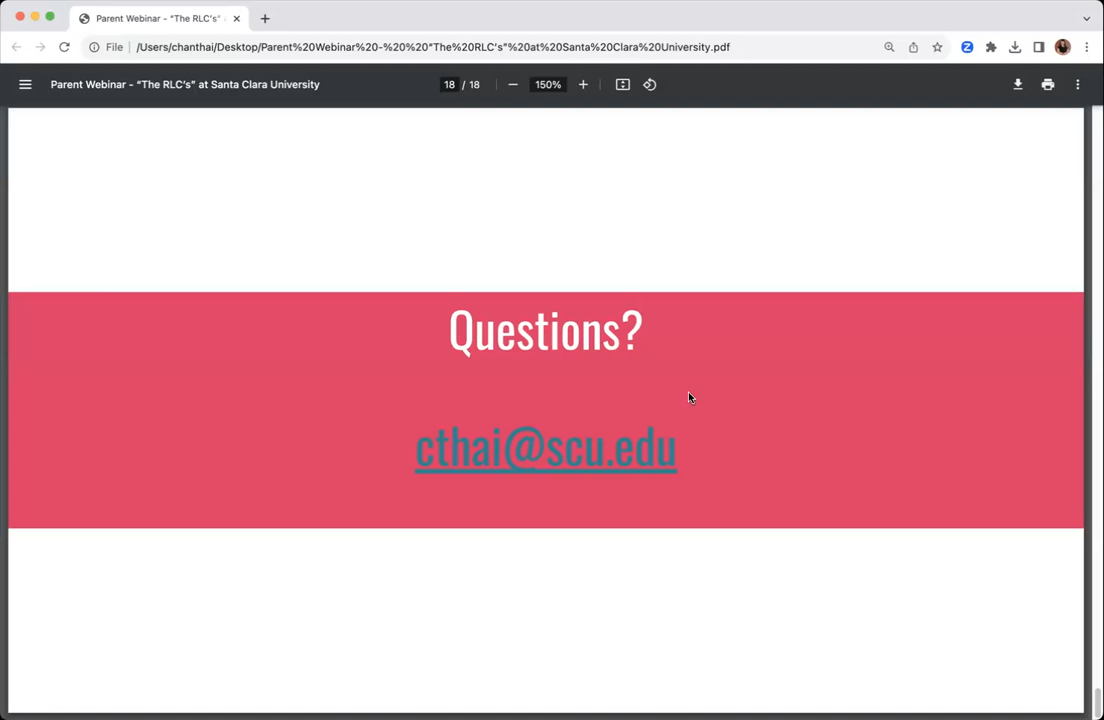 Parent Webinar - “The RLC's”
File
/Users/chanthai/Desktop/Parent%20Webinar%20-%20%20“The%20RLC's”%20at%20Santa%20Clara%20University.pdf
Parent Webinar - “The RLC's” at Santa Clara University
18 / 18
150%
Questions?
cthai@scu.edu